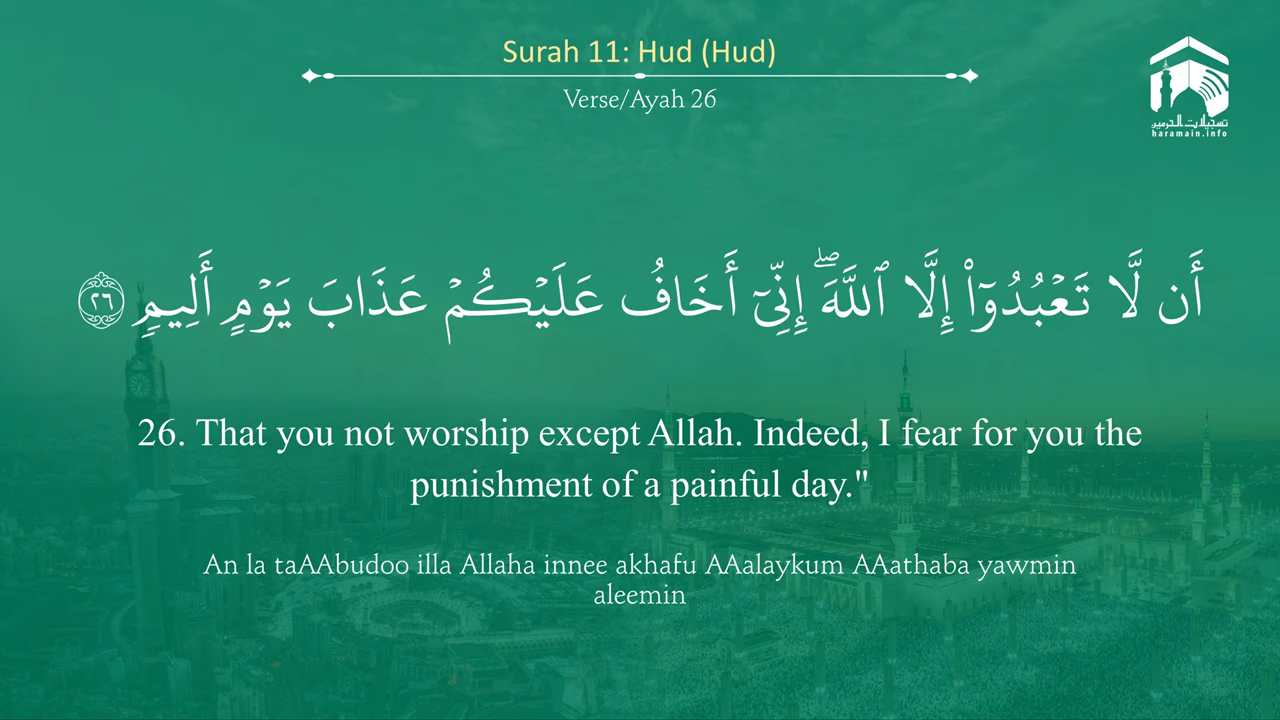 Surah 11: Hud (Hud)
Verse/Ayah 26
تسجيلات الحرمين
haramain.info
أَن لَّا تَعْبُدُوٓا۟ إِلَّا ٱللَّهَ ۖ إِنِّىٓ أَخَافُ عَلَيْكُمْ عَذَابَ يَوْمٍ أَلِيمٍ ٢٦
26. That you not worship except Allah. Indeed, I fear for you the
punishment of a painful day."
An la taAAbudoo illa Allaha innee akhafu AAalaykum AAathaba yawmin
aleemin